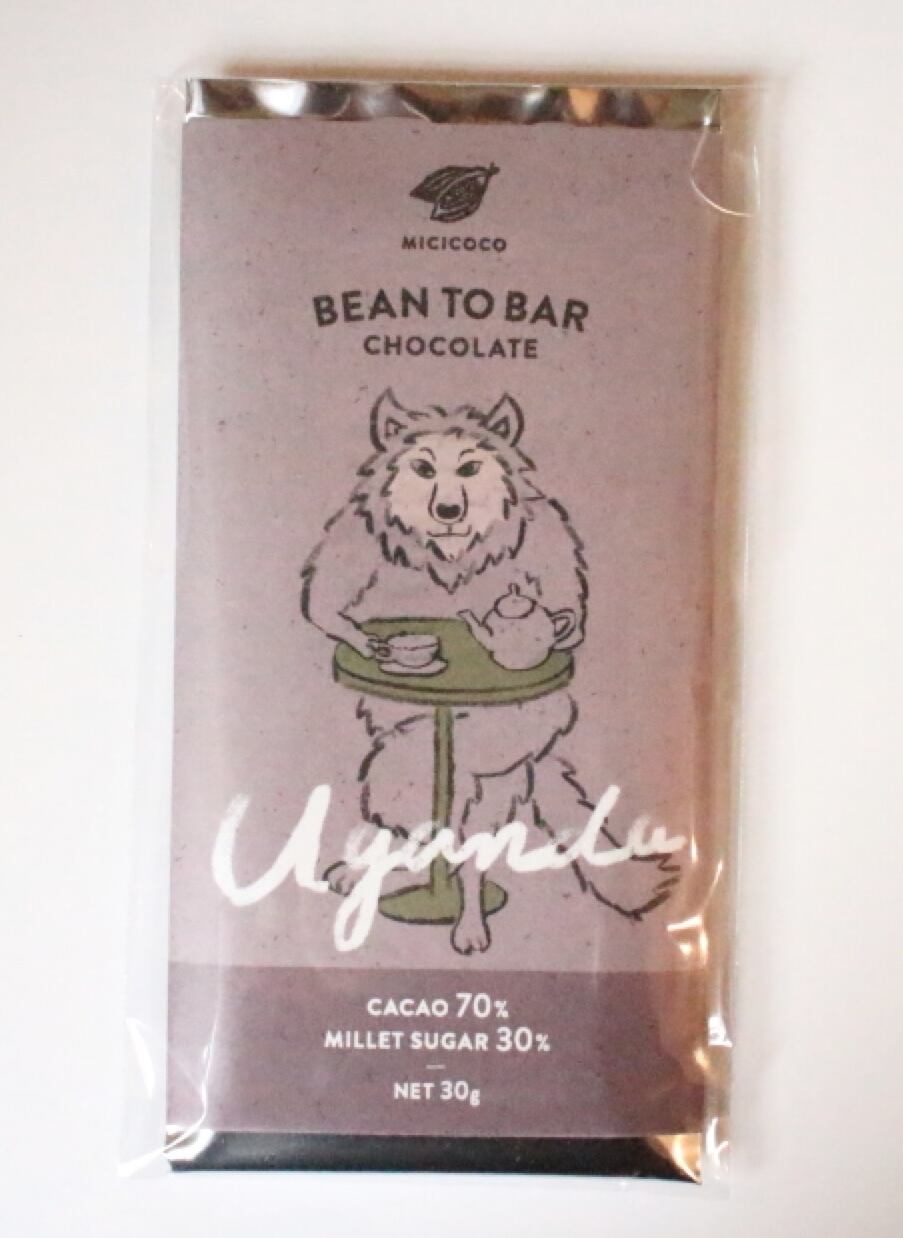 MICICOCO
BEAN TO BAR
CHOCOLATE
Uganda
CACAO 70%
MILLET SUGAR 30%
NET 30g